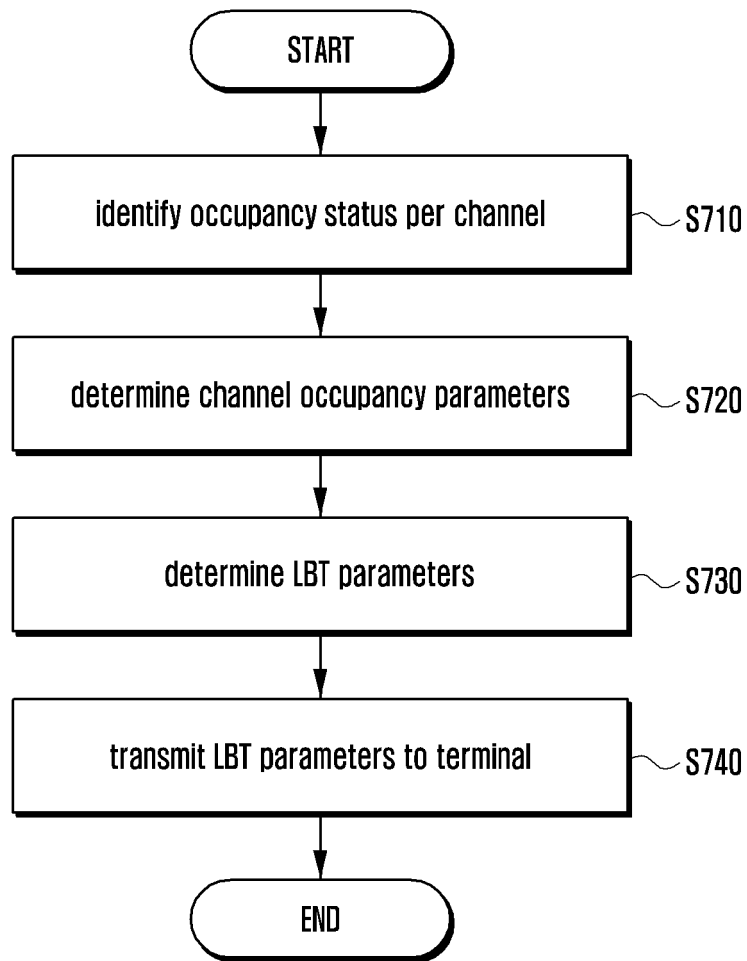 START
identify occupancy status per channel
S710
determine channel occupancy parameters
S720
determine LBT parameters
S730
transmit LBT parameters to terminal
S740
END